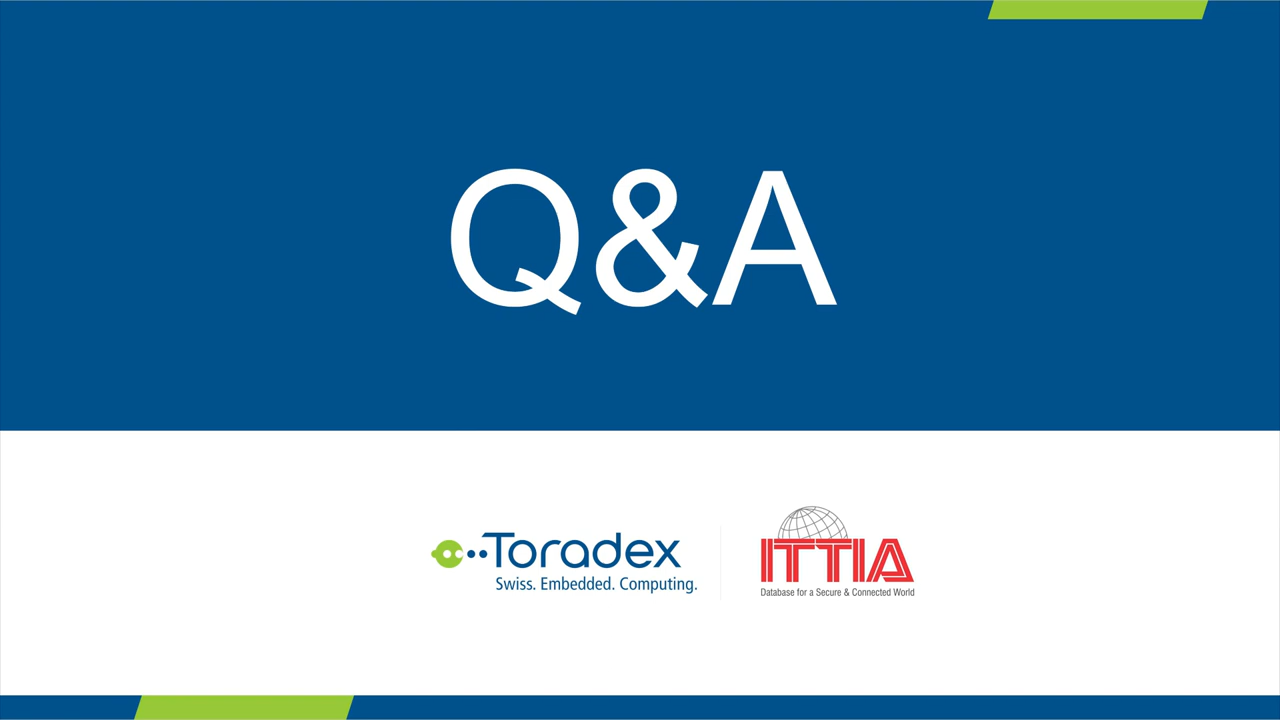 Q&A
Toradex
Swiss. Embedded. Computing.
ITTIA
Database for a Secure & Connected World